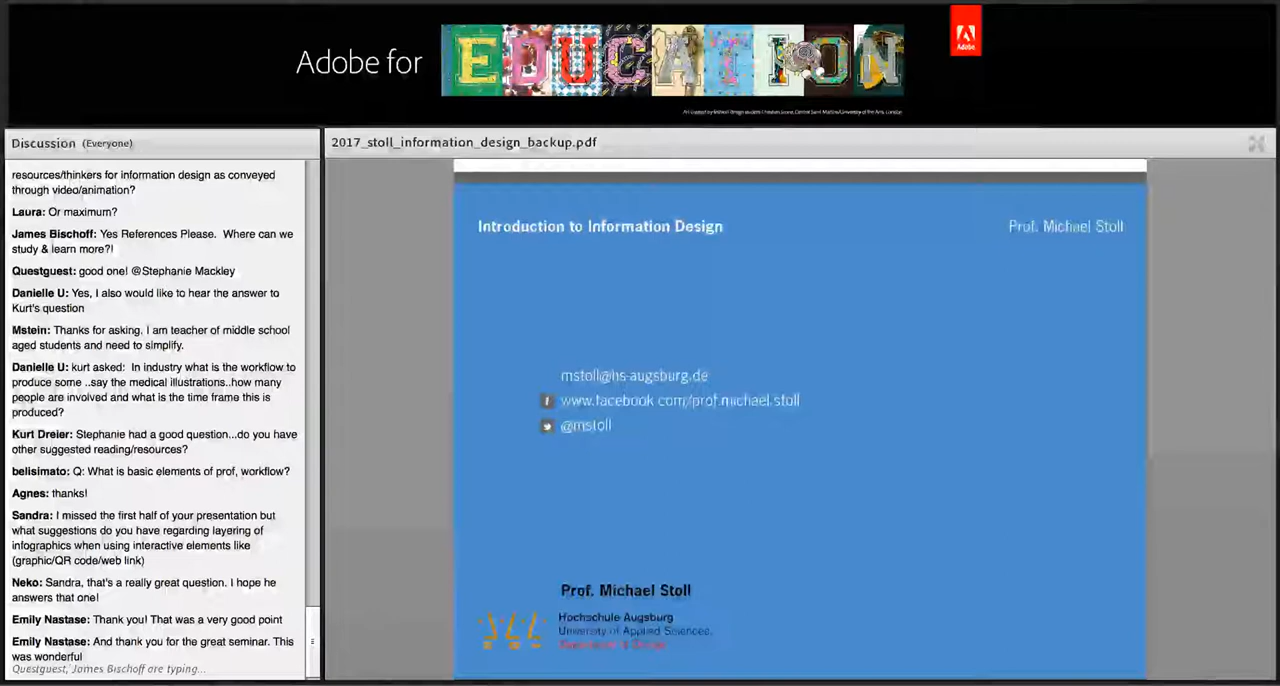 Adobe for EDUCATION
Adobe
Discussion (Everyone)
resources/thinkers for information design as conveyed
through video/animation?
Laura: Or maximum?
James Bischoff: Yes References Please. Where can we
study & learn more?!
Questguest: good one! @Stephanie Mackley
Danielle U: Yes, I also would like to hear the answer to
Kurt's question
Mstein: Thanks for asking. I am teacher of middle school
aged students and need to simplify.
Danielle U: kurt asked: In industry what is the workflow to
produce some ..say the medical illustrations..how many
people are involved and what is the time frame this is
produced?
Kurt Dreier: Stephanie had a good question...do you have
other suggested reading/resources?
belisimato: Q: What is basic elements of prof, workflow?
Agnes: thanks!
Sandra: I missed the first half of your presentation but
what suggestions do you have regarding layering of
infographics when using interactive elements like
(graphic/QR code/web link)
Neko: Sandra, that's a really great question. I hope he
answers that one!
Emily Nastase: Thank you! That was a very good point
Emily Nastase: And thank you for the great seminar. This
was wonderful
Questguest, James Bischoff are typing...
2017_stoll_information_design_backup.pdf
Introduction to Information Design
Prof. Michael Stoll
mstoll@hs-augsburg.de
www.facebook.com/prof.michael.stoll
@mstoll
Prof. Michael Stoll
Hochschule Augsburg
University of Applied Sciences